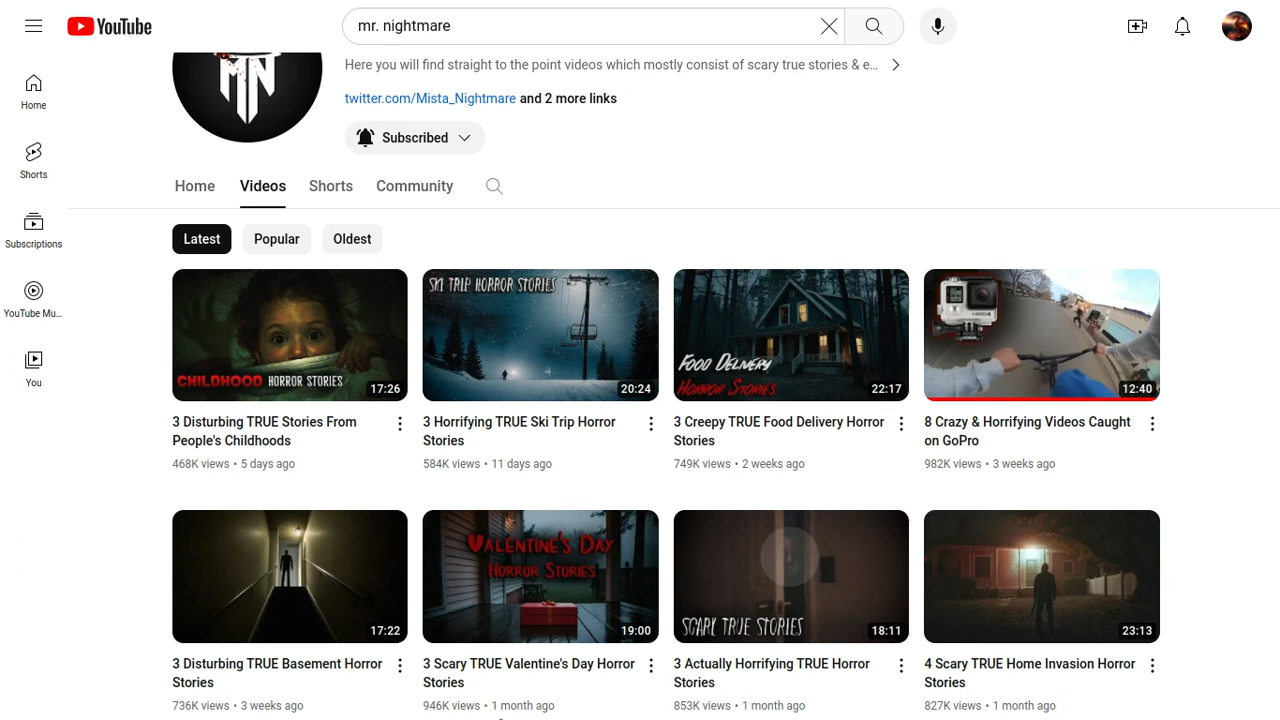 YouTube
mr. nightmare
MN
Here you will find straight to the point videos which mostly consist of scary true stories & e...
twitter.com/Mista_Nightmare and 2 more links
Subscribed
Home
Shorts
Subscriptions
YouTube Mu...
You
Home Videos Shorts Community
Latest Popular Oldest
CHILDHOOD HORROR STORIES
17:26
3 Disturbing TRUE Stories From
People's Childhoods
468K views • 5 days ago
SKI TRIP HORROR STORIES
20:24
3 Horrifying TRUE Ski Trip Horror
Stories
584K views • 11 days ago
FOOD DELIVERY
HORROR STORIES
22:17
3 Creepy TRUE Food Delivery Horror
Stories
749K views • 2 weeks ago
12:40
8 Crazy & Horrifying Videos Caught
on GoPro
982K views • 3 weeks ago
17:22
3 Disturbing TRUE Basement Horror
Stories
736K views • 3 weeks ago
VALENTINE'S DAY
HORROR STORIES
19:00
3 Scary TRUE Valentine's Day Horror
Stories
946K views • 1 month ago
SCARY TRUE STORIES
18:11
3 Actually Horrifying TRUE Horror
Stories
853K views • 1 month ago
23:13
4 Scary TRUE Home Invasion Horror
Stories
827K views • 1 month ago